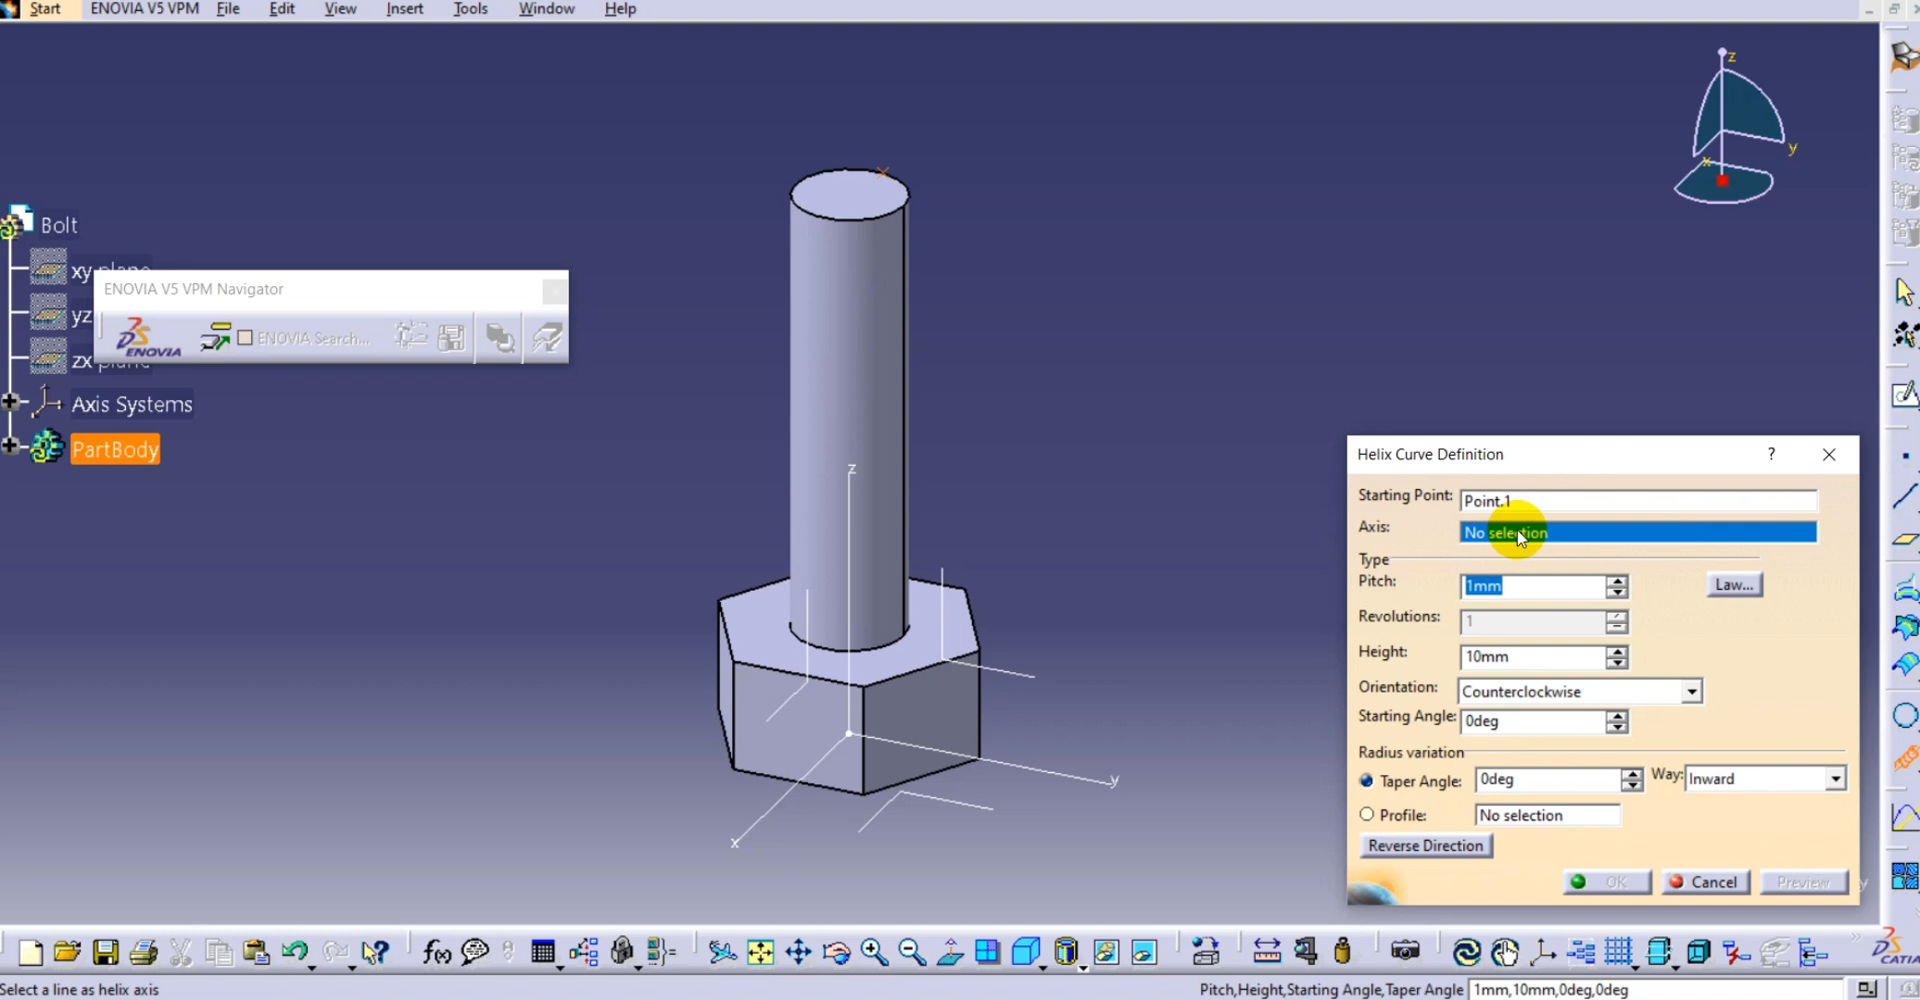 Start ENOVIA V5 VPM File Edit View Insert Tools Window Help
z
y
x
Bolt
xy plane
ENOVIA V5 VPM Navigator
yz
ENOVIA
ENOVIA Search...
zx plane
Axis Systems
PartBody
z
y
x
Helix Curve Definition ?
Starting Point: Point.1
Axis: No selection
Type
Pitch: 1mm Law...
Revolutions: 1
Height: 10mm
Orientation: Counterclockwise
Starting Angle: 0deg
Radius variation
Taper Angle: 0deg Way: Inward
Profile: No selection
Reverse Direction
OK Cancel Preview
y
f(x)
CATIA
Select a line as helix axis
Pitch,Height,Starting Angle,Taper Angle 1mm,10mm,0deg,0deg